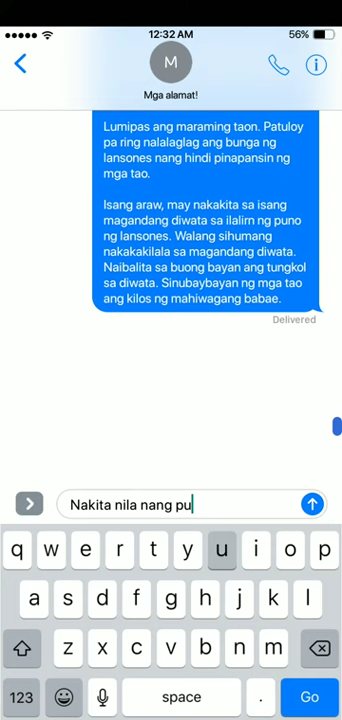 12:32 AM
56%
M
Mga alamat!
Lumipas ang maraming taon. Patuloy
pa ring nalalaglag ang bunga ng
lansones nang hindi pinapansin ng
mga tao.
Isang araw, may nakakita sa isang
magandang diwata sa ilalirn ng puno
ng lansones. Walang sihumang
nakakakilala sa magandang diwata.
Naibalita sa buong bayan ang tungkol
sa diwata. Sinubaybayan ng mga tao
ang kilos ng mahiwagang babae.
Delivered
Nakita nila nang pu
q w e r t y u i o p
a s d f g h j k l
z x c v b n m
123 space . Go